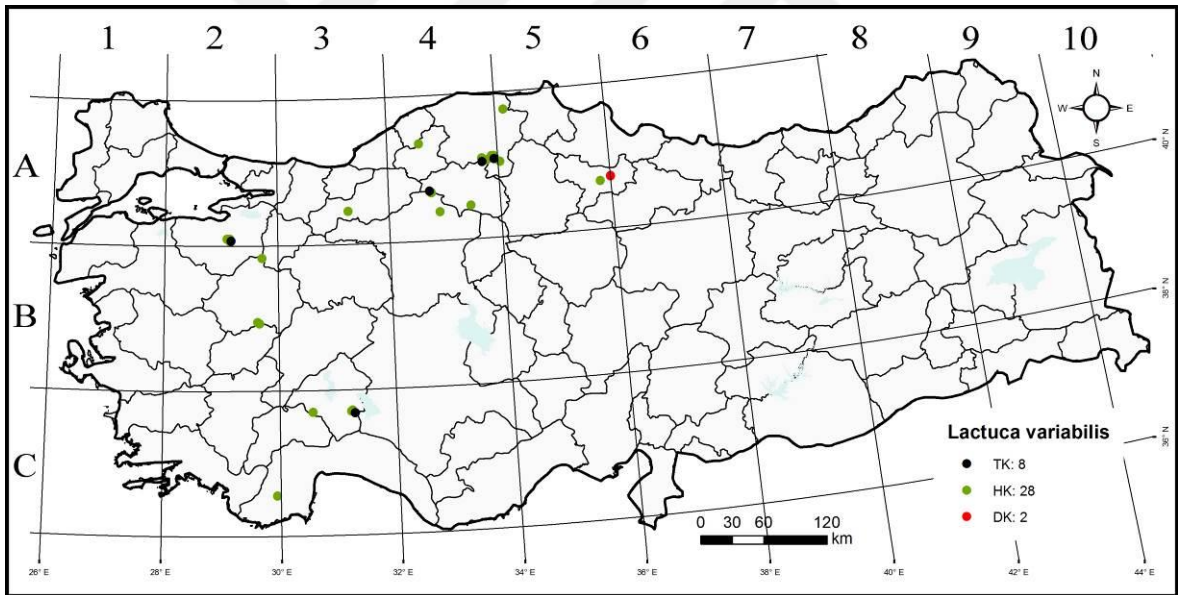 1 2 3 4 5 6 7 8 9 10
N
W E
S
40° N
A
38° N
B
36° N
C
Lactuca variabilis
TK: 8
HK: 28
DK: 2
0 30 60 120
km
26° E 28° E 30° E 32° E 34° E 36° E 38° E 40° E 42° E 44° E